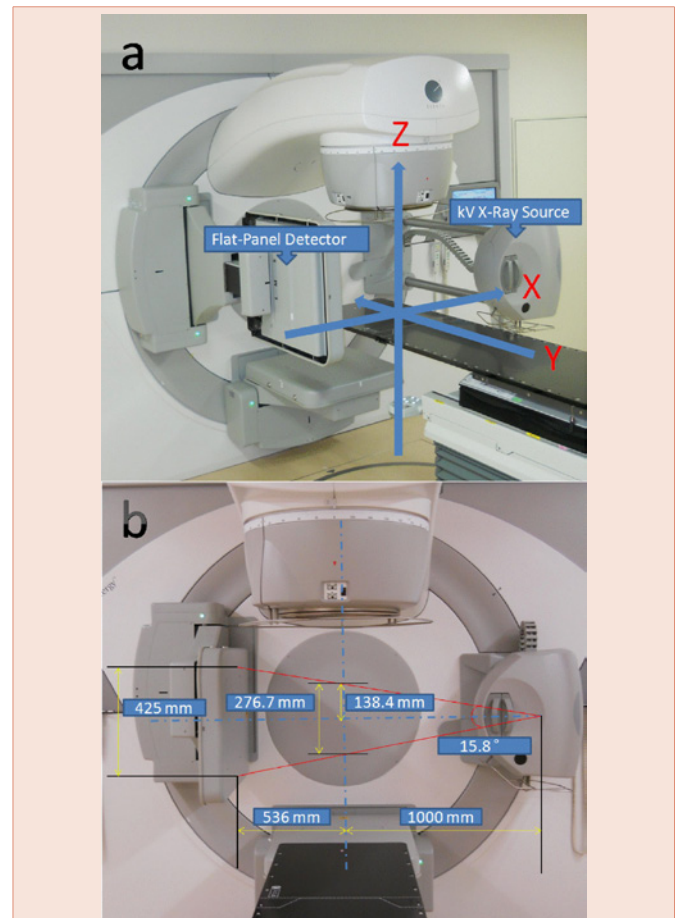 a
Z
kV X-Ray Source
Flat-Panel Detector
X
Y
b
425 mm
276.7 mm
138.4 mm
15.8°
536 mm
1000 mm